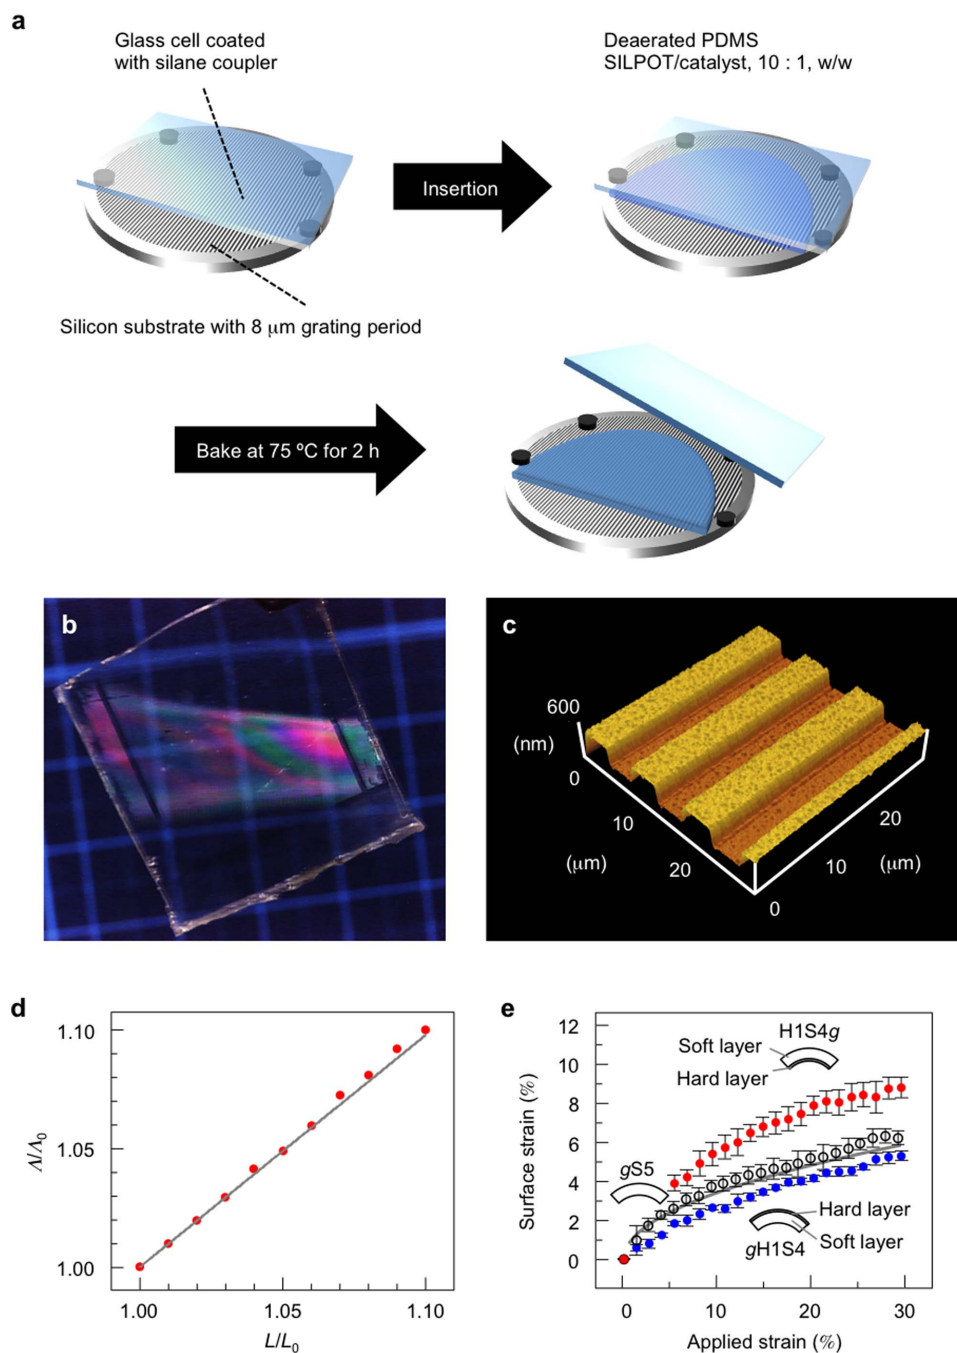 a
Glass cell coated
with silane coupler
Deaerated PDMS
SILPOT/catalyst, 10 : 1, w/w
Insertion
Silicon substrate with 8 μm grating period
Bake at 75 ºC for 2 h
b
c
600
(nm)
0
10
(μm)
20
20
10
(μm)
0
d
1.10
1.05
1.00
Λ/Λ0
1.00
1.05
1.10
L/L0
e
12
10
8
6
4
2
0
Surface strain (%)
H1S4g
Soft layer
Hard layer
gS5
Hard layer
Soft layer
gH1S4
0
10
20
30
Applied strain (%)